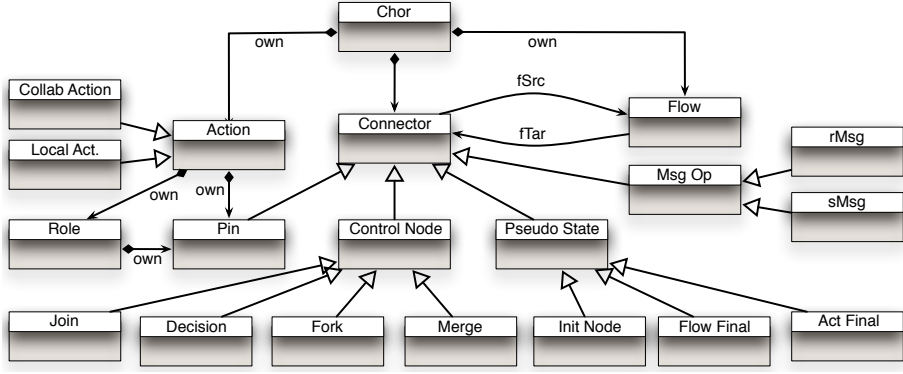 Chor
own
own
fSrc
Collab Action
Flow
Connector
Action
fTar
rMsg
Local Act.
Msg Op
own
own
sMsg
Role
Pin
Control Node
Pseudo State
own
Join
Decision
Fork
Merge
Init Node
Flow Final
Act Final